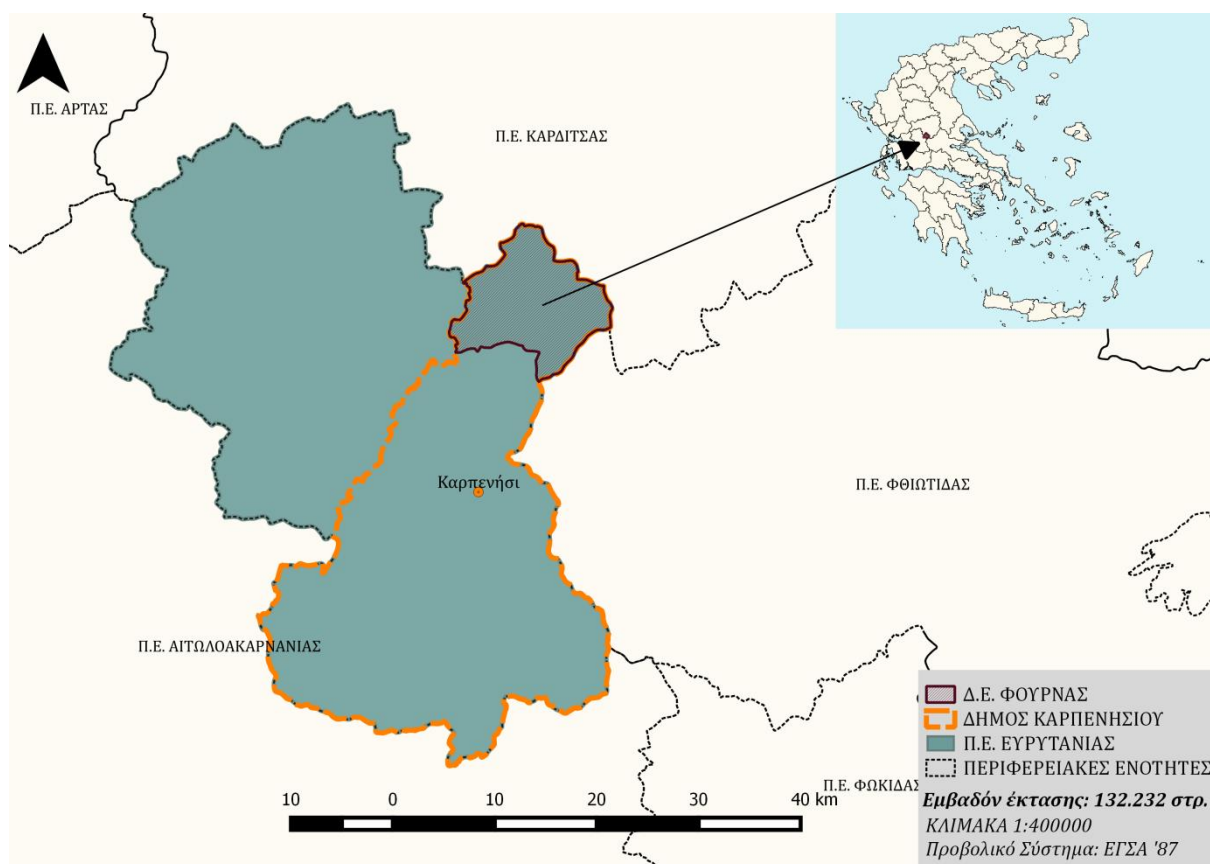 Π.Ε. ΑΡΤΑΣ
Π.Ε. ΚΑΡΔΙΤΣΑΣ
Καρπενήσι
Π.Ε. ΦΘΙΩΤΙΔΑΣ
Π.Ε. ΑΙΤΩΛΟΑΚΑΡΝΑΝΙΑΣ
Π.Ε. ΦΩΚΙΔΑΣ
10 0 10 20 30 40 km
Δ.Ε. ΦΟΥΡΝΑΣ
ΔΗΜΟΣ ΚΑΡΠΕΝΗΣΙΟΥ
Π.Ε. ΕΥΡΥΤΑΝΙΑΣ
ΠΕΡΙΦΕΡΕΙΑΚΕΣ ΕΝΟΤΗΤΕΣ
Εμβαδόν έκτασης: 132.232 στρ.
ΚΛΙΜΑΚΑ 1:400000
Προβολικό Σύστημα: ΕΓΣΑ '87